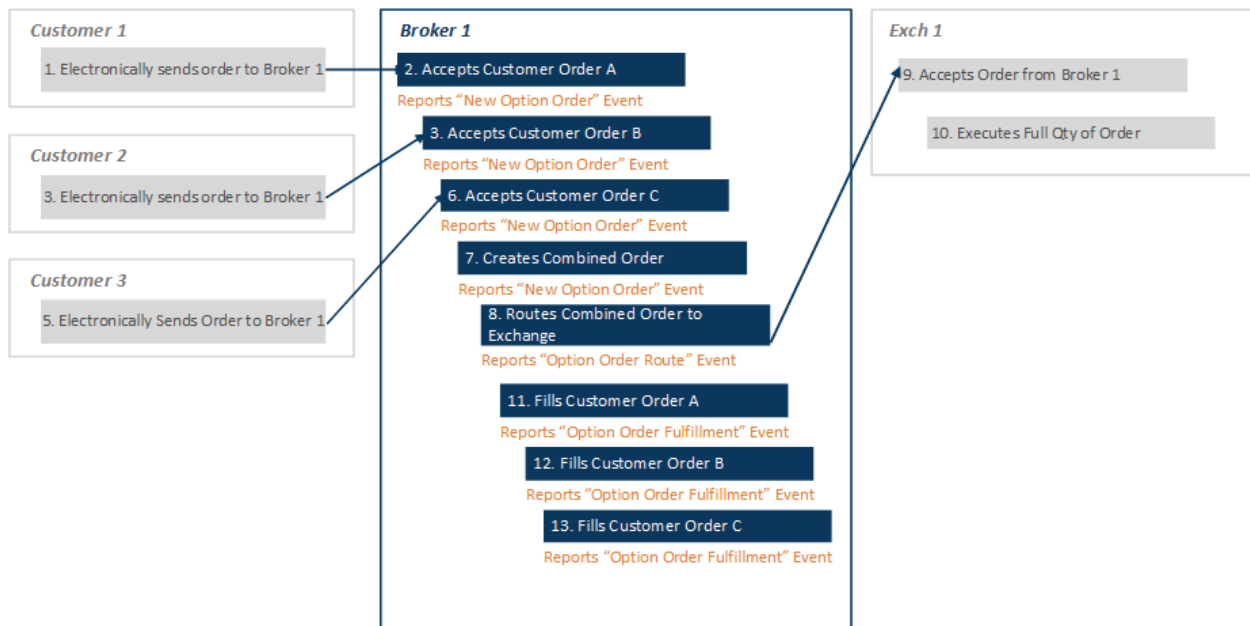 Customer 1
1. Electronically sends order to Broker 1
Customer 2
3. Electronically sends order to Broker 1
Customer 3
5. Electronically Sends Order to Broker 1
Broker 1
2. Accepts Customer Order A
Reports “New Option Order” Event
3. Accepts Customer Order B
Reports “New Option Order” Event
6. Accepts Customer Order C
Reports “New Option Order” Event
7. Creates Combined Order
Reports “New Option Order” Event
8. Routes Combined Order to
Exchange
Reports “Option Order Route” Event
11. Fills Customer Order A
Reports “Option Order Fulfillment” Event
12. Fills Customer Order B
Reports “Option Order Fulfillment” Event
13. Fills Customer Order C
Reports “Option Order Fulfillment” Event
Exch 1
9. Accepts Order from Broker 1
10. Executes Full Qty of Order